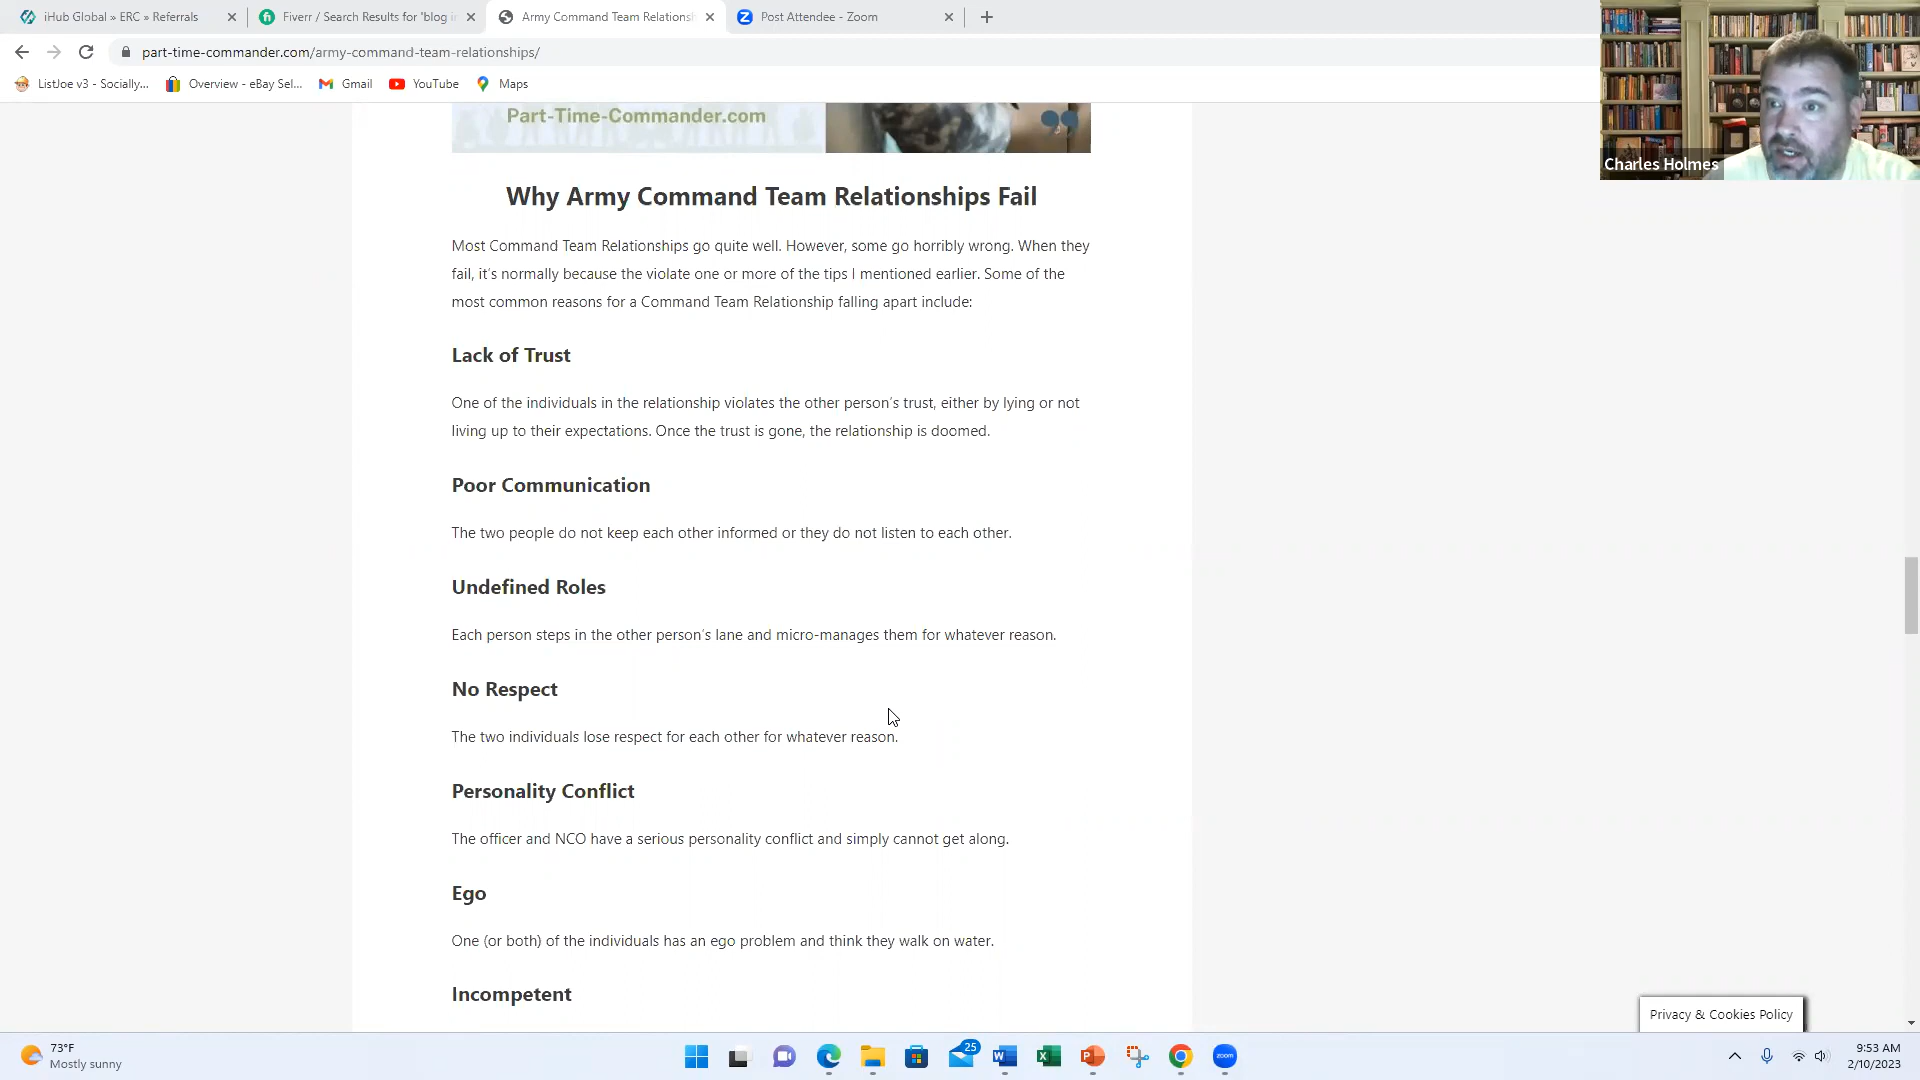 iHub Global » ERC » Referrals
Fiverr / Search Results for 'blog i
Army Command Team Relations
Post Attendee - Zoom
part-time-commander.com/army-command-team-relationships/
ListJoe v3 - Socially...
Overview - eBay Sel...
Gmail
YouTube
Maps
Charles Holmes
Part-Time-Commander.com
Why Army Command Team Relationships Fail
Most Command Team Relationships go quite well. However, some go horribly wrong. When they
fail, it's normally because the violate one or more of the tips I mentioned earlier. Some of the
most common reasons for a Command Team Relationship falling apart include:
Lack of Trust
One of the individuals in the relationship violates the other person's trust, either by lying or not
living up to their expectations. Once the trust is gone, the relationship is doomed.
Poor Communication
The two people do not keep each other informed or they do not listen to each other.
Undefined Roles
Each person steps in the other person's lane and micro-manages them for whatever reason.
No Respect
The two individuals lose respect for each other for whatever reason.
Personality Conflict
The officer and NCO have a serious personality conflict and simply cannot get along.
Ego
One (or both) of the individuals has an ego problem and think they walk on water.
Incompetent
Privacy & Cookies Policy
73°F
Mostly sunny
25
zoom
9:53 AM
2/10/2023